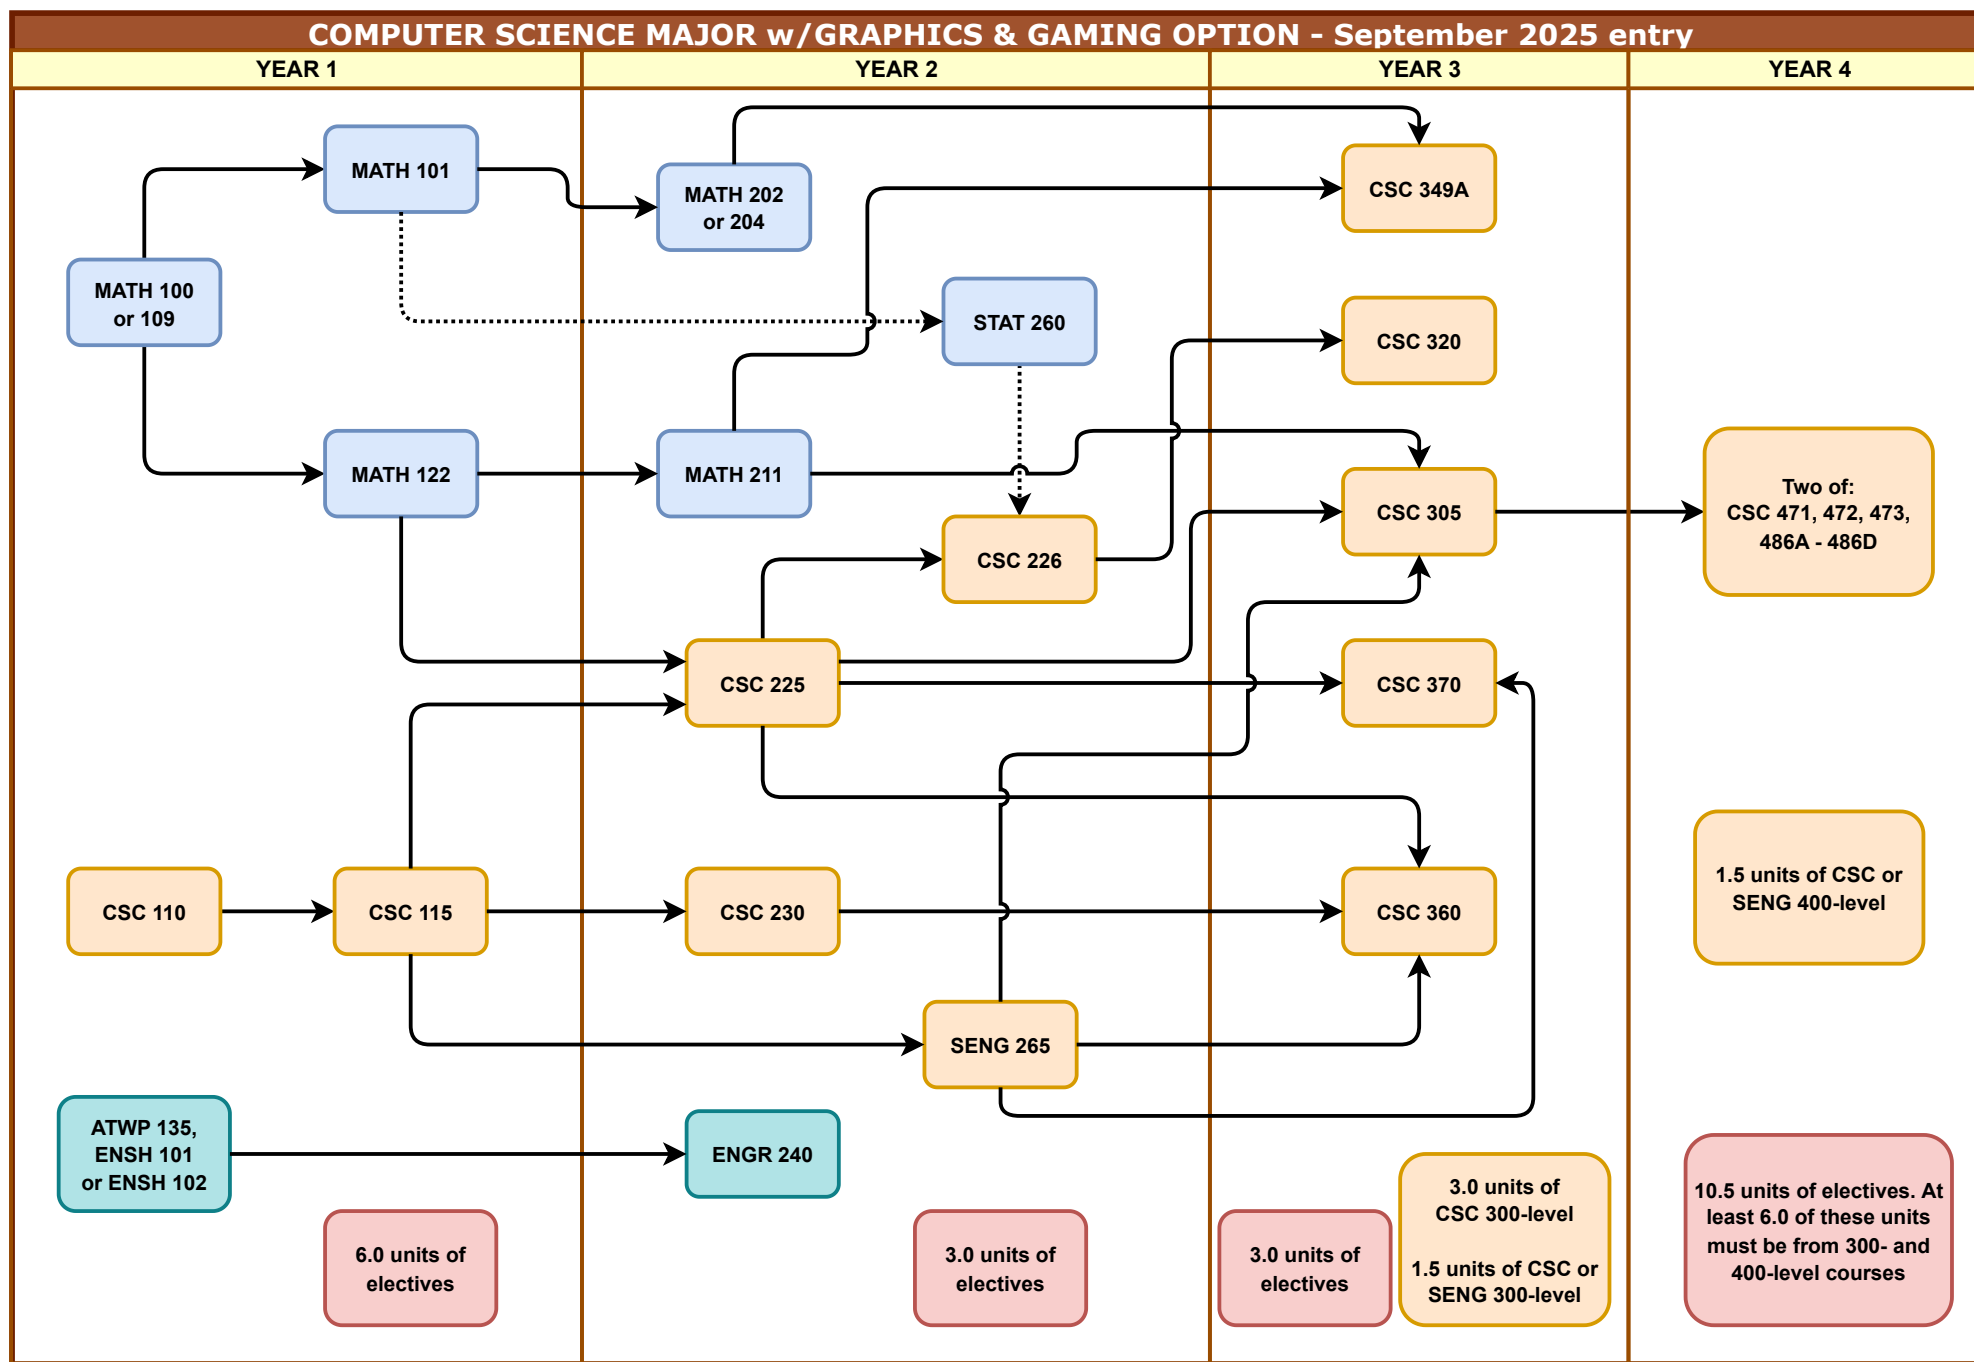 COMPUTER SCIENCE MAJOR w/GRAPHICS & GAMING OPTION - September 2025 entry
YEAR 1
YEAR 2
YEAR 3
YEAR 4
MATH 101
MATH 202
or 204
CSC 349A
MATH 100
or 109
STAT 260
CSC 320
MATH 122
MATH 211
CSC 305
Two of:
CSC 471, 472, 473,
486A - 486D
CSC 226
CSC 225
CSC 370
CSC 110
CSC 115
CSC 230
CSC 360
1.5 units of CSC or
SENG 400-level
SENG 265
ATWP 135,
ENSH 101
or ENSH 102
ENGR 240
6.0 units of
electives
3.0 units of
electives
3.0 units of
electives
3.0 units of
CSC 300-level
1.5 units of CSC or
SENG 300-level
10.5 units of electives. At
least 6.0 of these units
must be from 300- and
400-level courses